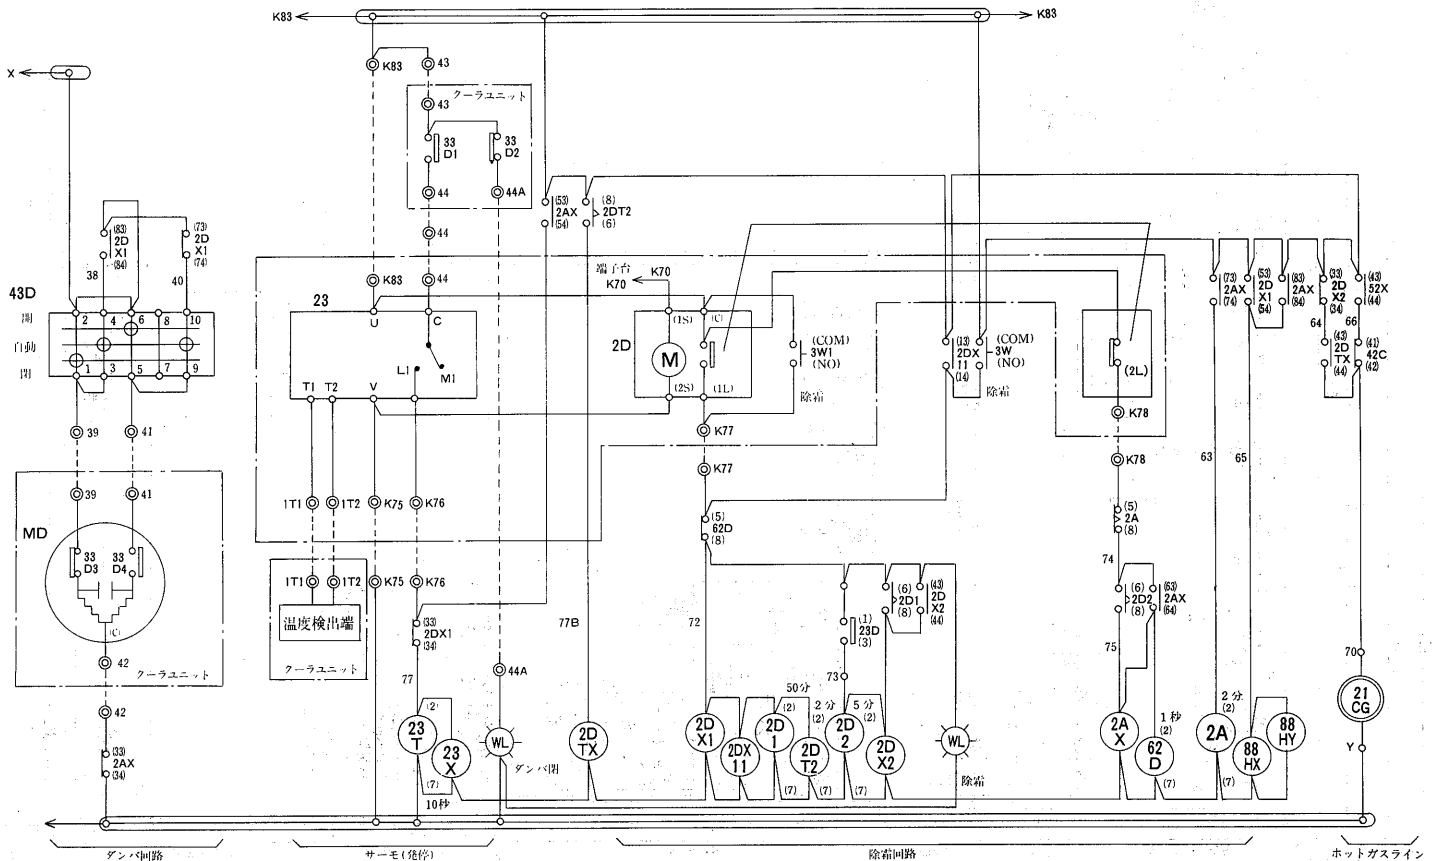 K83
K83
X
K83
43
クーラユニット
43
33
D1
33
D2
44
44A
44
(53)
2AX
(54)
(8)
2DT2
(6)
(83)
2D
X1
(84)
(73)
2D
X1
(74)
38
40
43D
開
自動
閉
2
4
6
8
10
1
3
5
7
9
39
41
39
41
MD
33
D3
33
D4
(C)
42
クーラユニット
42
(33)
2AX
(34)
ダンパ回路
K83
44
23
U
C
L1
M1
T1
T2
V
1T1
1T2
K75
K76
1T1
1T2
K75
K76
温度検出端
クーラユニット
(33)
2DX1
(34)
77
44A
23
T
(2)
23
X
(7)
10秒
WL
ダンパ閉
サーモ(発停)
端子台
K70
K70
2D
(1S)
(C)
M
(2S)
(1L)
(COM)
3W1
(NO)
除霜
K77
K77
(5)
62D
(8)
77B
72
2D
TX
2D
X1
2DX
11
50分
2D
1
(2)
(7)
2分
(2)
2D
T2
(7)
5分
(2)
2D
2
(7)
2D
X2
(1)
23D
(3)
73
(6)
2D1
(8)
(43)
2D
X2
(44)
WL
除霜
(13)
2DX
11
(14)
(COM)
3W
(NO)
除霜
(2L)
K78
K78
(5)
2A
(8)
74
(6)
2D2
(8)
(63)
2AX
(64)
75
2A
X
1秒
(2)
62
D
(7)
2分
(2)
2A
(7)
88
HX
88
HY
63
65
(73)
2AX
(74)
(53)
2D
X1
(54)
(83)
2AX
(84)
(33)
2D
X2
(34)
(43)
52X
(44)
64
66
(43)
2D
TX
(44)
(41)
42C
(42)
70
21
CG
Y
除霜回路
ホットガスライン